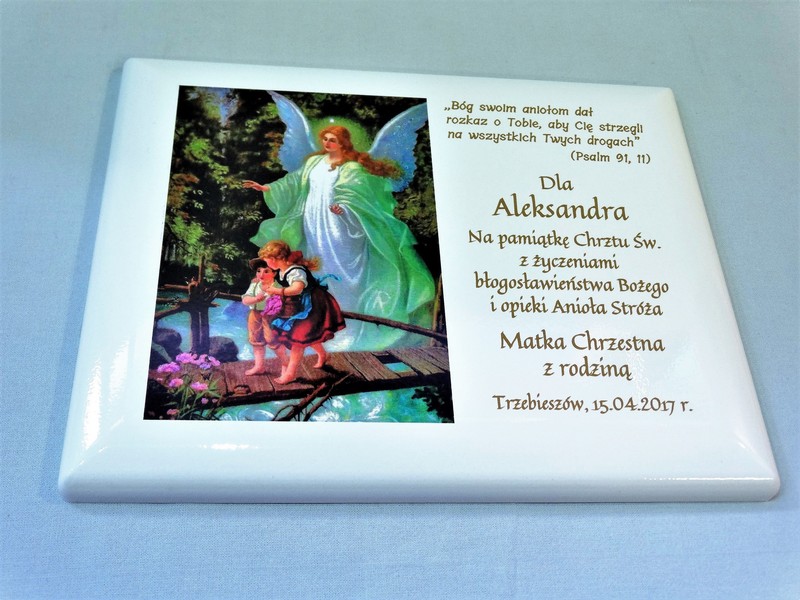 „Bóg swoim aniołom dał
rozkaz o Tobie, aby Cię strzegli
na wszystkich Twych drogach”
(Psalm 91, 11)
Dla
Aleksandra
Na pamiątkę Chrztu Św.
z życzeniami
błogosławieństwa Bożego
i opieki Anioła Stróża
Matka Chrzestna
z rodziną
Trzebieszów, 15.04.2017 r.